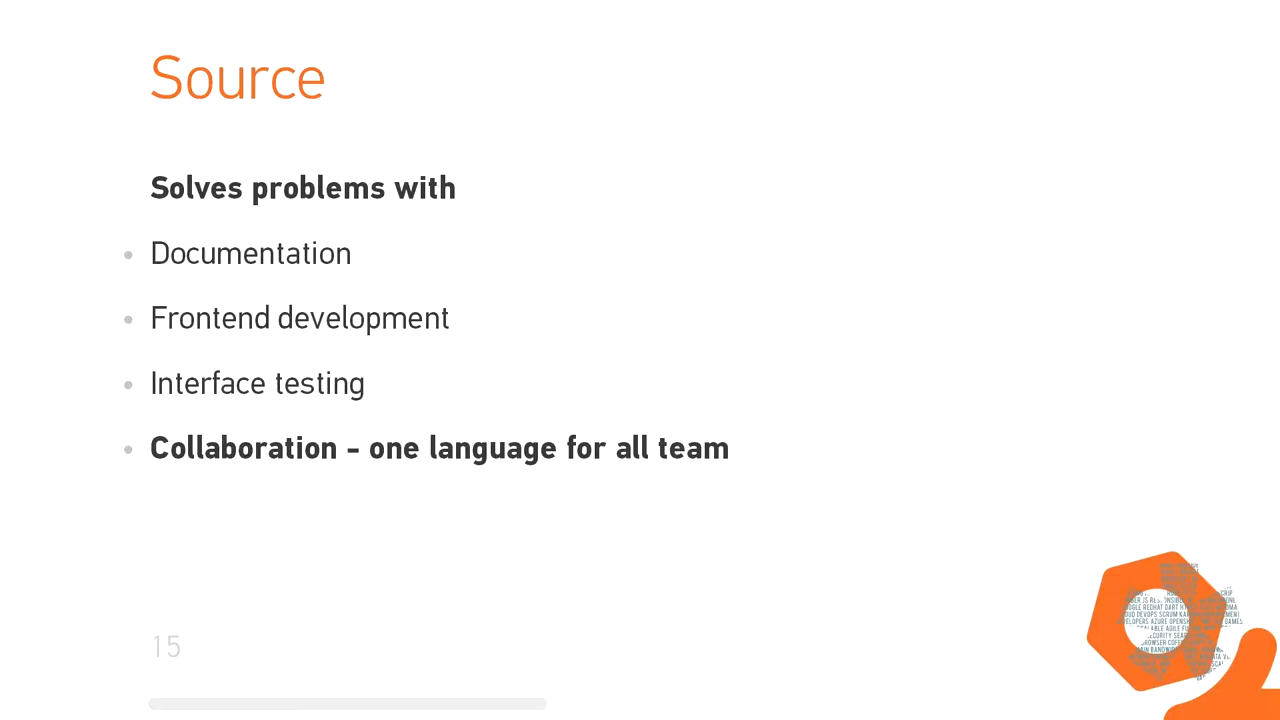 Source
Solves problems with
• Documentation
• Frontend development
• Interface testing
• Collaboration - one language for all team
15